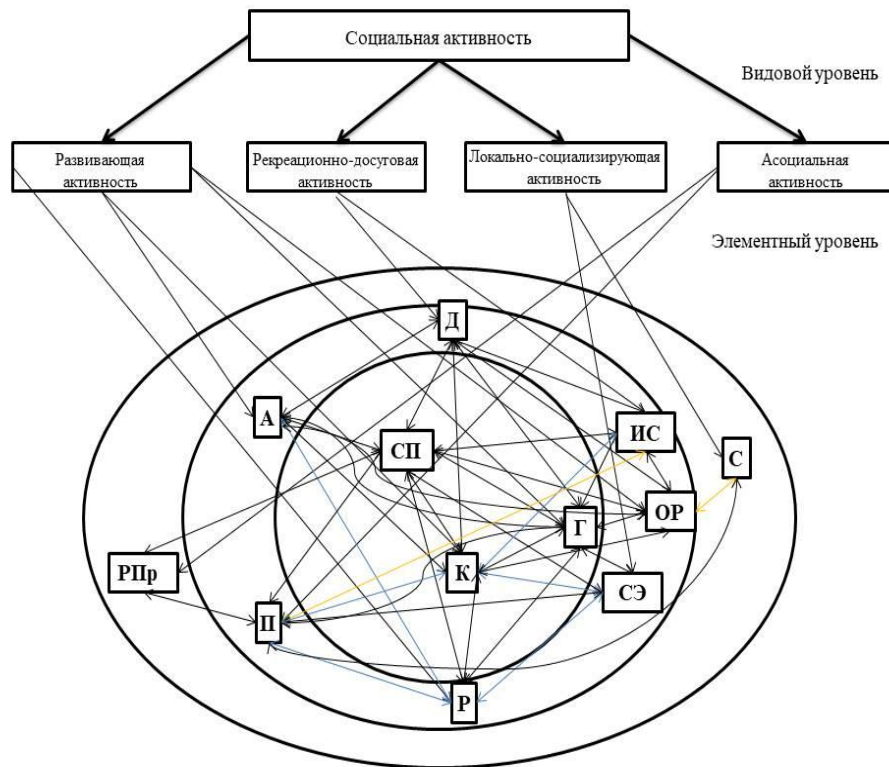 Социальная активность
Видовой уровень
Развивающая
активность
Рекреационно-досуговая
активность
Локально-социализирующая
активность
Асоциальная
активность
Элементный уровень
Д
А
СП
ИС
С
ОР
Г
К
РПр
СЭ
П
Р